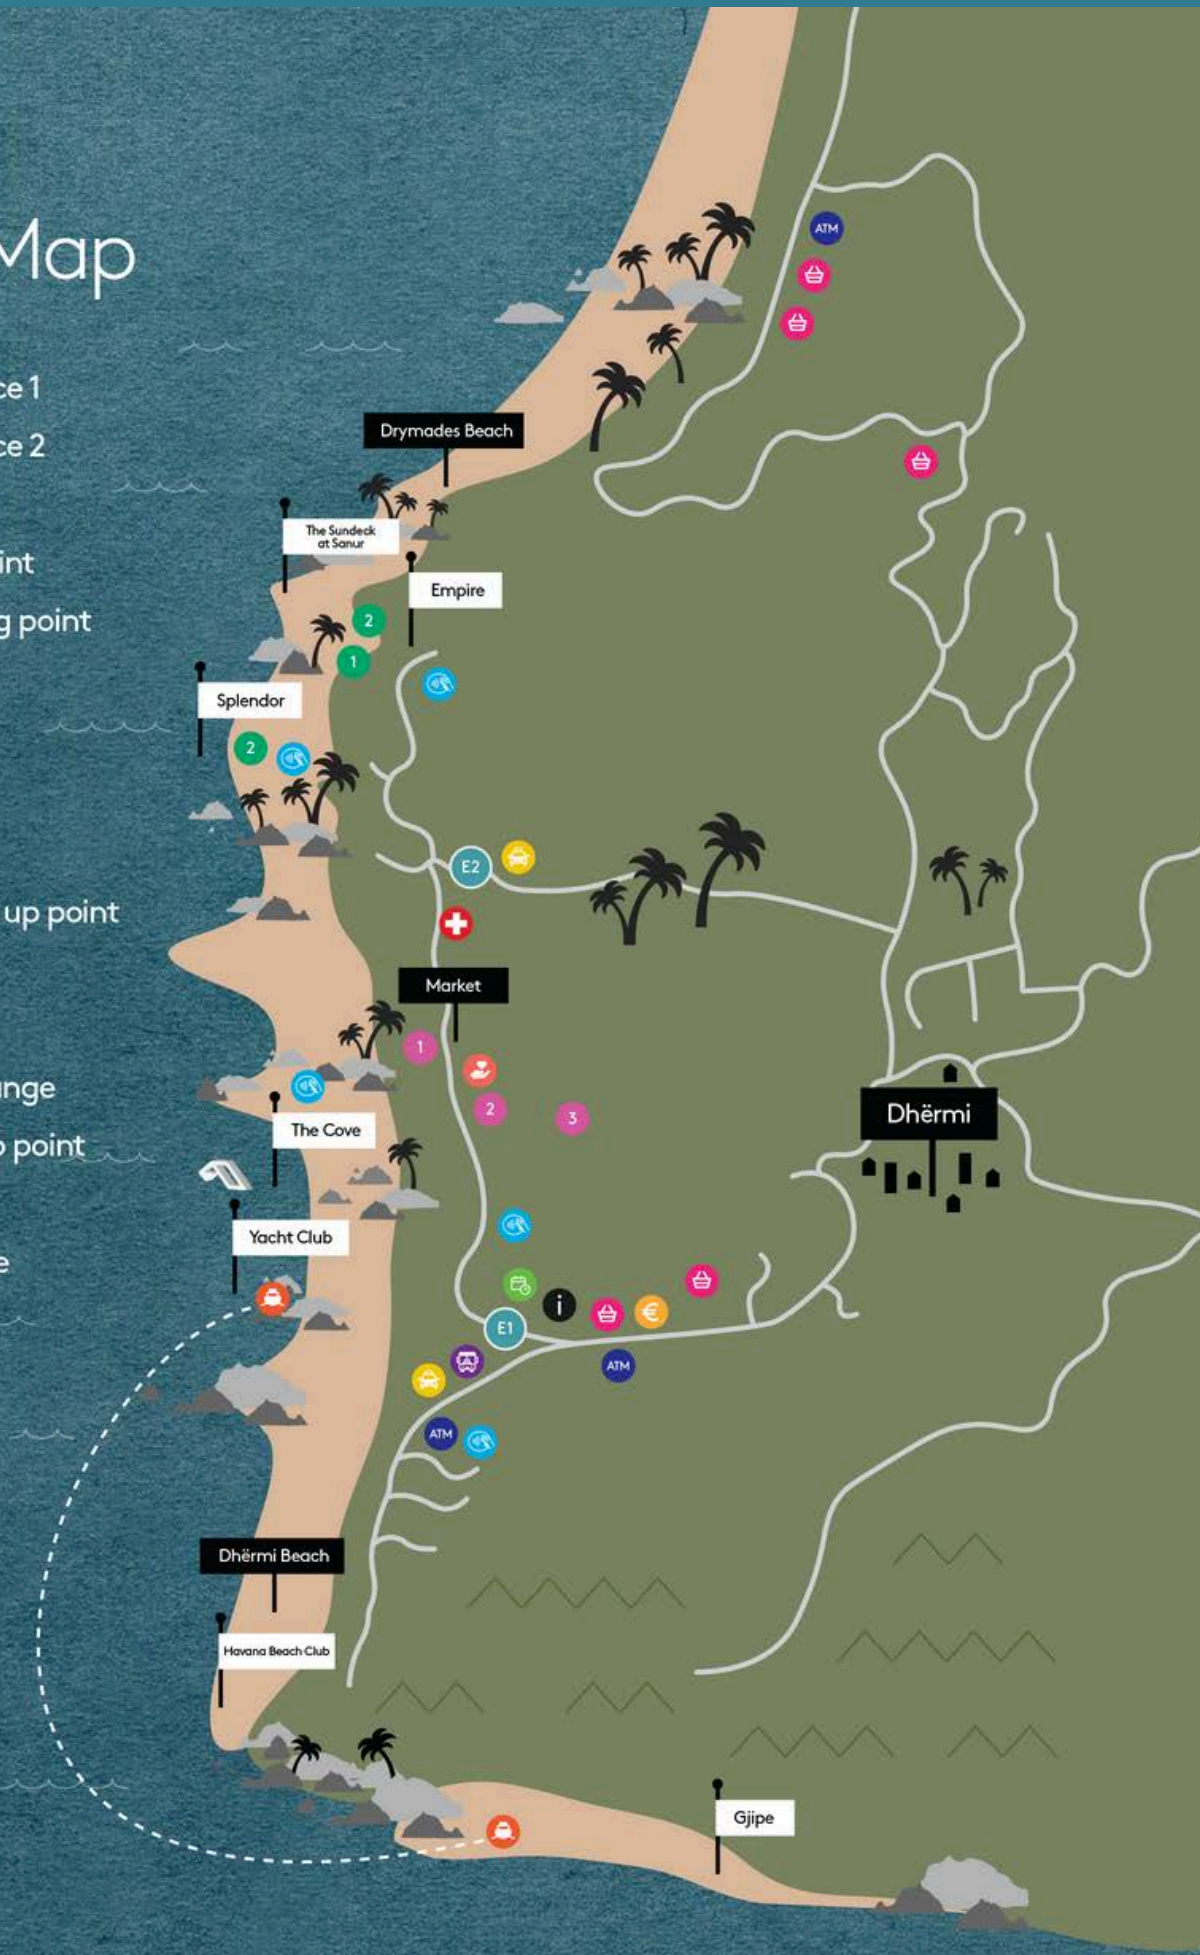 Map
ce 1
ce 2
int
g point
up point
nge
point
e
ATM
Drymades Beach
The Sundeck
at Sanur
Empire
2
1
Splendor
2
E2
Market
1
2
3
Dhërmi
The Cove
Yacht Club
i
€
E1
ATM
ATM
Dhërmi Beach
Havana Beach Club
Gjipe